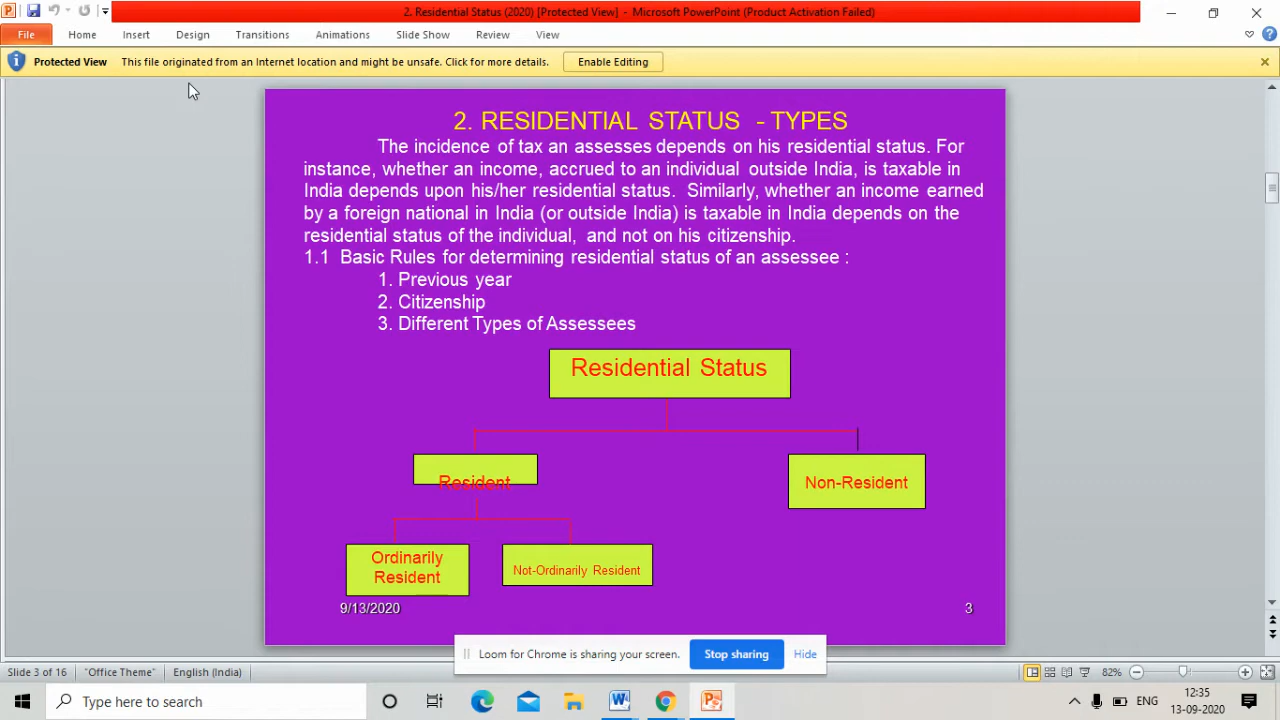 2. Residential Status (2020) [Protected View] - Microsoft PowerPoint (Product Activation Failed)
File Home Insert Design Transitions Animations Slide Show Review View
Protected View This file originated from an Internet location and might be unsafe. Click for more details. Enable Editing
2. RESIDENTIAL STATUS - TYPES
The incidence of tax an assesses depends on his residential status. For
instance, whether an income, accrued to an individual outside India, is taxable in
India depends upon his/her residential status. Similarly, whether an income earned
by a foreign national in India (or outside India) is taxable in India depends on the
residential status of the individual, and not on his citizenship.
1.1 Basic Rules for determining residential status of an assessee :
1. Previous year
2. Citizenship
3. Different Types of Assessees
Residential Status
Resident
Non-Resident
Ordinarily
Resident
Not-Ordinarily Resident
9/13/2020
3
Loom for Chrome is sharing your screen. Stop sharing Hide
Slide 3 of 16 "Office Theme" English (India) 82%
Type here to search
ENG
12:35
13-09-2020